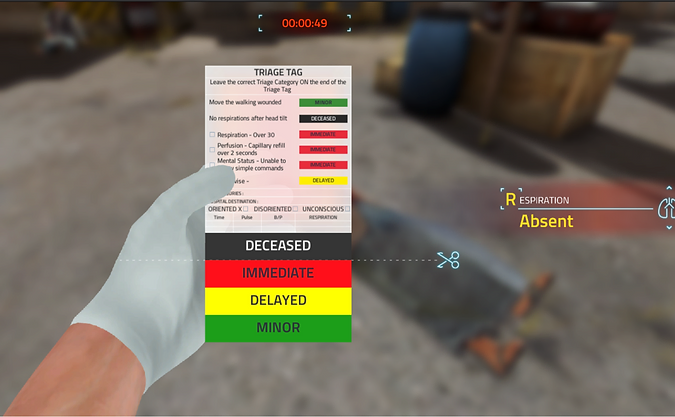 00:00:49
TRIAGE TAG
Leave the correct Triage Category ON the end of the
Triage Tag
Move the walking wounded MINOR
No respirations after head tilt DECEASED
Respiration - Over 30 IMMEDIATE
Perfusion - Capillary refill
over 2 seconds IMMEDIATE
Mental Status - Unable to
simple commands IMMEDIATE
DELAYED
ORIENTED X DISORIENTED UNCONSCIOUS
Time Pulse B/P RESPIRATION
DECEASED
IMMEDIATE
DELAYED
MINOR
RESPIRATION
Absent